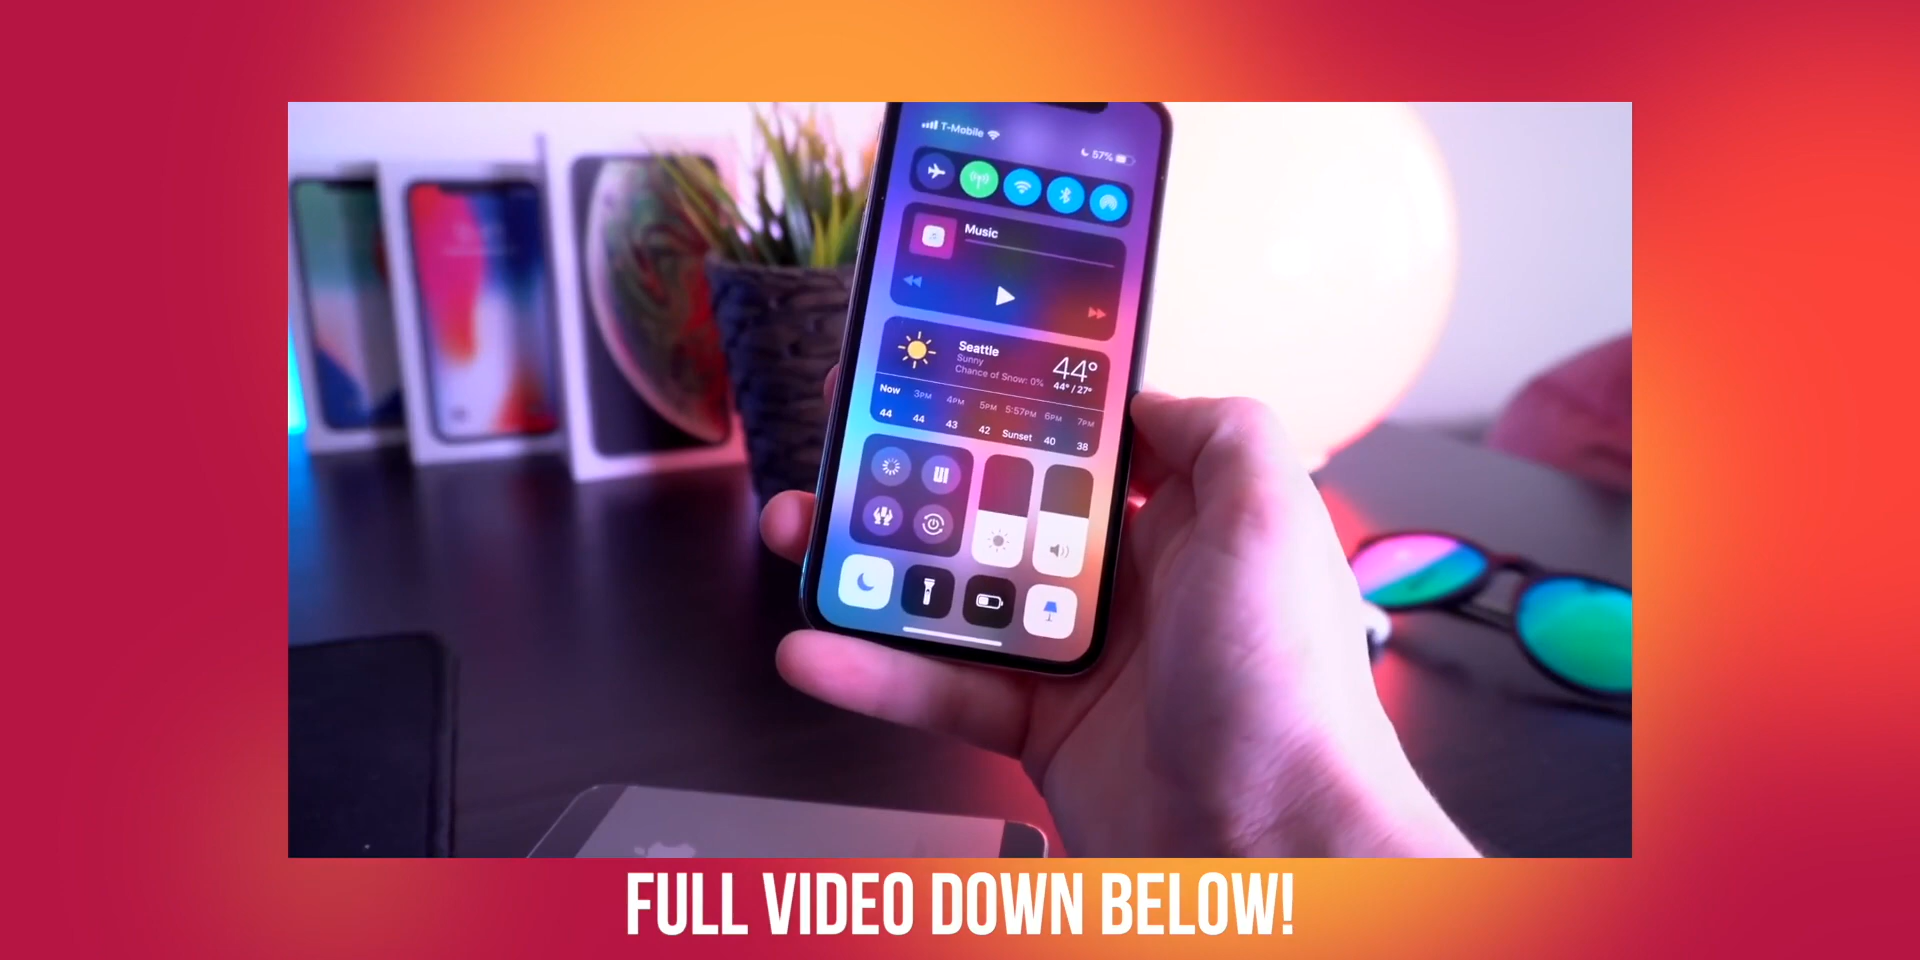 T-Mobile
57%
Music
Seattle
Sunny
Chance of Snow: 0%
44°
44° / 27°
Now 3PM 4PM 5PM 5:57PM 6PM 7PM
44 44 43 42 Sunset 40 38
FULL VIDEO DOWN BELOW!